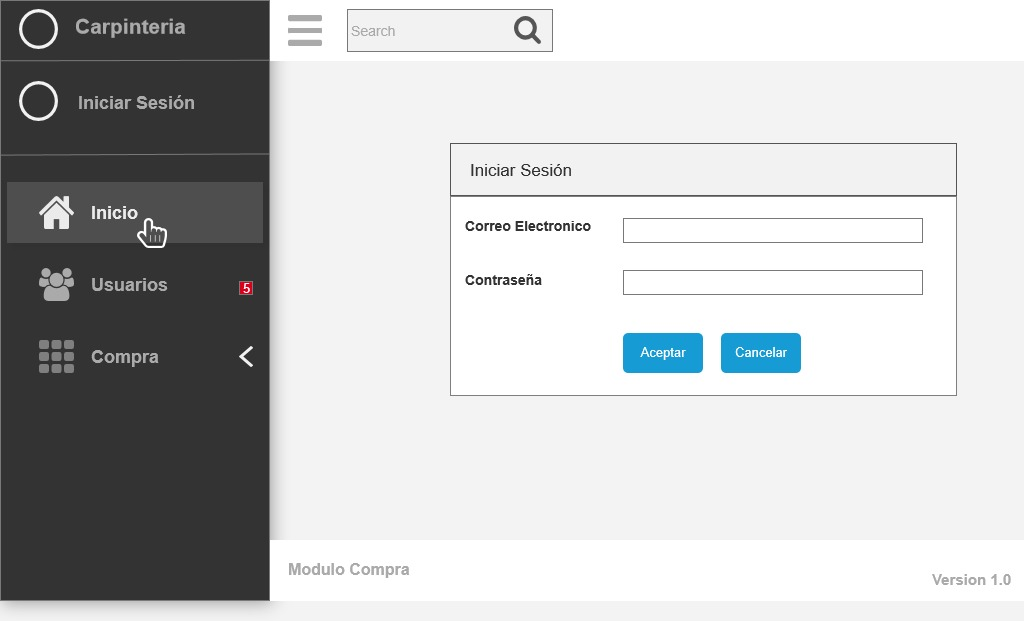 Carpinteria
Search
Iniciar Sesión
Inicio
Usuarios 5
Compra
Iniciar Sesión
Correo Electronico
Contraseña
Aceptar Cancelar
Modulo Compra
Version 1.0